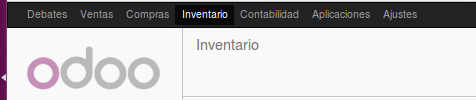 Debates Ventas Compras Inventario Contabilidad Aplicaciones Ajustes
Inventario
odoo